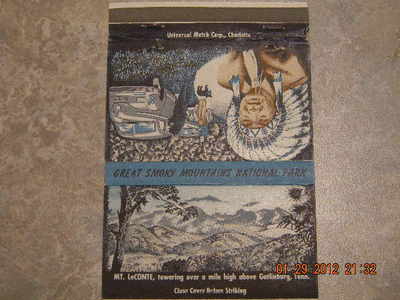 Universal Match Corp., Charlotte
GREAT SMOKY MOUNTAINS NATIONAL PARK
MT. LeCONTE, towering over a mile high above Gatlinburg, Tenn.
Close Cover Before Striking
01-29-2012 21:32